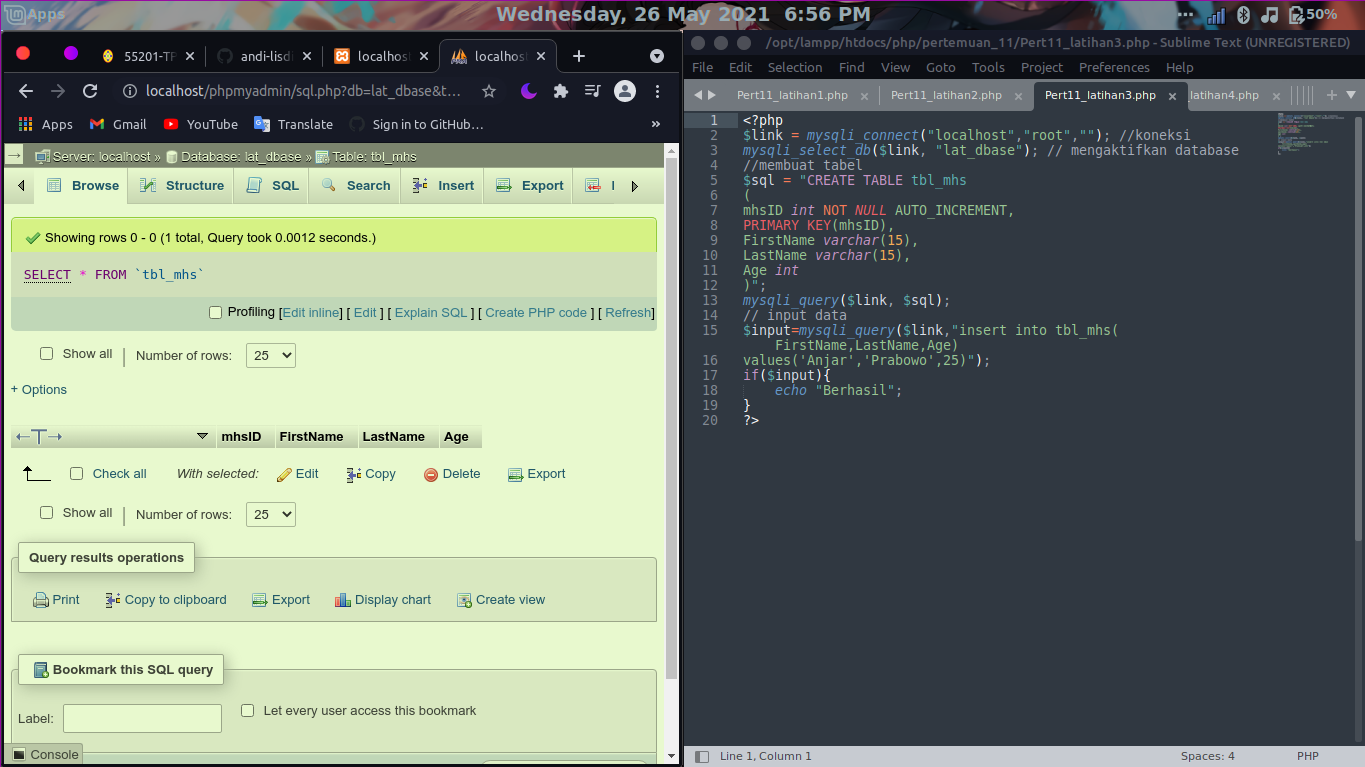 Apps
Wednesday, 26 May 2021 6:56 PM
50%
55201-TP
andi-lisdi
localhost
localhost
localhost/phpmyadmin/sql.php?db=lat_dbase&t…
Apps
Gmail
YouTube
Translate
Sign in to GitHub…
»
Server: localhost » Database: lat_dbase » Table: tbl_mhs
Browse
Structure
SQL
Search
Insert
Export
Showing rows 0 - 0 (1 total, Query took 0.0012 seconds.)
SELECT * FROM `tbl_mhs`
Profiling [Edit inline] [ Edit ] [ Explain SQL ] [ Create PHP code ] [ Refresh]
Show all | Number of rows: 25
+ Options
mhsID FirstName LastName Age
Check all With selected: Edit Copy Delete Export
Show all | Number of rows: 25
Query results operations
Print Copy to clipboard Export Display chart Create view
Bookmark this SQL query
Label:
Let every user access this bookmark
Console
/opt/lampp/htdocs/php/pertemuan_11/Pert11_latihan3.php - Sublime Text (UNREGISTERED)
File Edit Selection Find View Goto Tools Project Preferences Help
Pert11_latihan1.php
Pert11_latihan2.php
Pert11_latihan3.php
latihan4.php
1 <?php
2 $link = mysqli_connect("localhost","root",""); //koneksi
3 mysqli_select_db($link, "lat_dbase"); // mengaktifkan database
4 //membuat tabel
5 $sql = "CREATE TABLE tbl_mhs
6 (
7 mhsID int NOT NULL AUTO_INCREMENT,
8 PRIMARY KEY(mhsID),
9 FirstName varchar(15),
10 LastName varchar(15),
11 Age int
12 )";
13 mysqli_query($link, $sql);
14 // input data
15 $input=mysqli_query($link,"insert into tbl_mhs(
FirstName,LastName,Age)
16 values('Anjar','Prabowo',25)");
17 if($input){
18 echo "Berhasil";
19 }
20 ?>
Line 1, Column 1
Spaces: 4
PHP